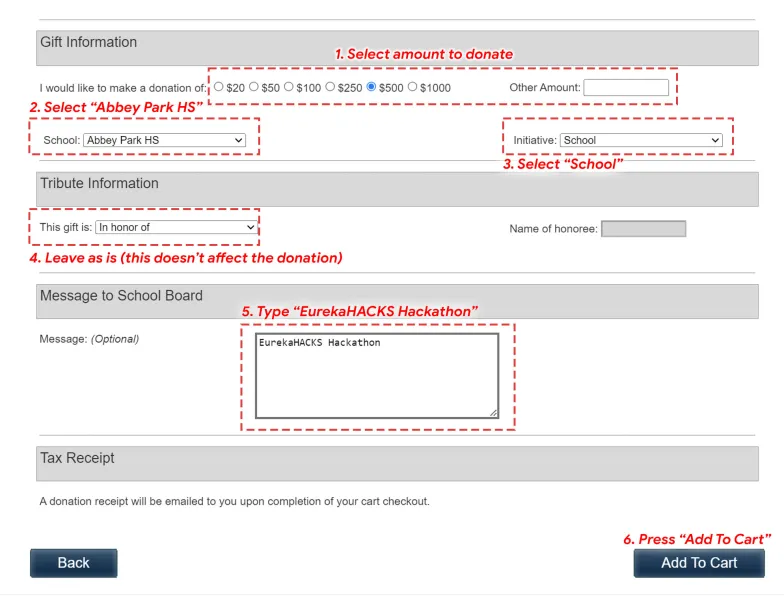 Gift Information
1. Select amount to donate
I would like to make a donation of: $20 $50 $100 $250 $500 $1000 Other Amount:
2. Select “Abbey Park HS”
School: Abbey Park HS Initiative: School
3. Select “School”
Tribute Information
This gift is: In honor of Name of honoree:
4. Leave as is (this doesn’t affect the donation)
Message to School Board
5. Type “EurekaHACKS Hackathon”
Message: (Optional) EurekaHACKS Hackathon
Tax Receipt
A donation receipt will be emailed to you upon completion of your cart checkout.
6. Press “Add To Cart”
Back Add To Cart